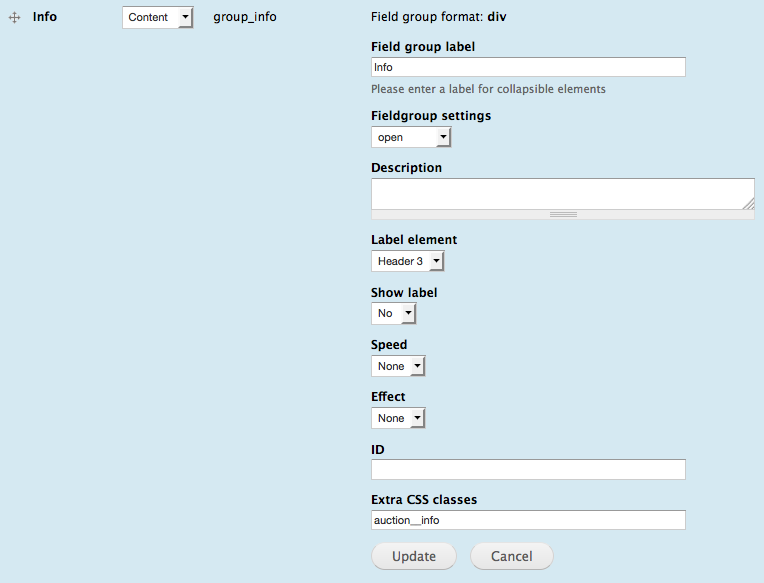 Info Content group_info Field group format: div
Field group label
Info
Please enter a label for collapsible elements
Fieldgroup settings
open
Description
Label element
Header 3
Show label
No
Speed
None
Effect
None
ID
Extra CSS classes
auction__info
Update Cancel